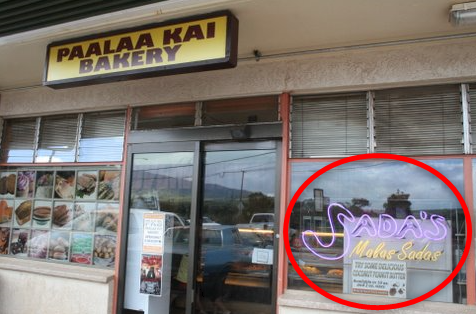 PAALAA KAI
BAKERY
SADA'S
Malas Sadas
TRY SOME DELICIOUS
COCONUT PEANUT BUTTER